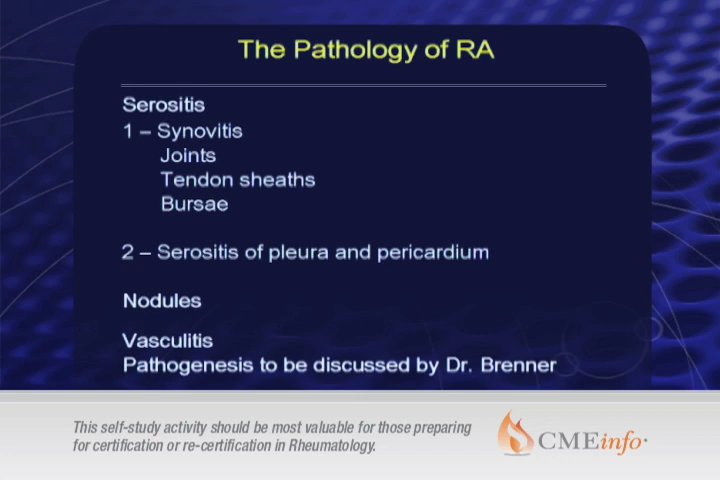 The Pathology of RA
Serositis
1 – Synovitis
Joints
Tendon sheaths
Bursae
2 – Serositis of pleura and pericardium
Nodules
Vasculitis
Pathogenesis to be discussed by Dr. Brenner
This self-study activity should be most valuable for those preparing
for certification or re-certification in Rheumatology.
CMEinfo